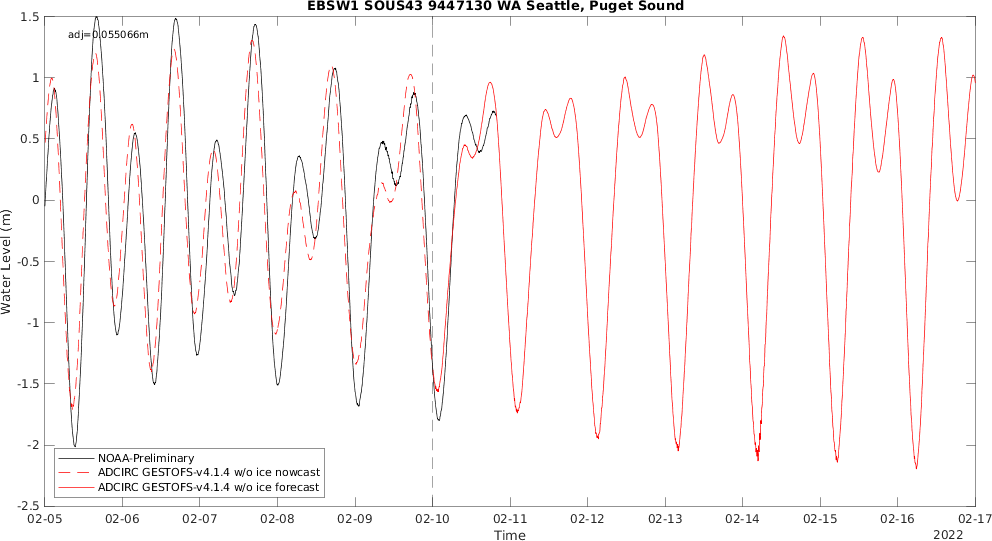 EBSW1 SOUS43 9447130 WA Seattle, Puget Sound
adj=0.055066m
Water Level (m)
1.5
1
0.5
0
-0.5
-1
-1.5
-2
-2.5
NOAA-Preliminary
ADCIRC GESTOFS-v4.1.4 w/o ice nowcast
ADCIRC GESTOFS-v4.1.4 w/o ice forecast
02-05 02-06 02-07 02-08 02-09 02-10 02-11 02-12 02-13 02-14 02-15 02-16 02-17
Time
2022